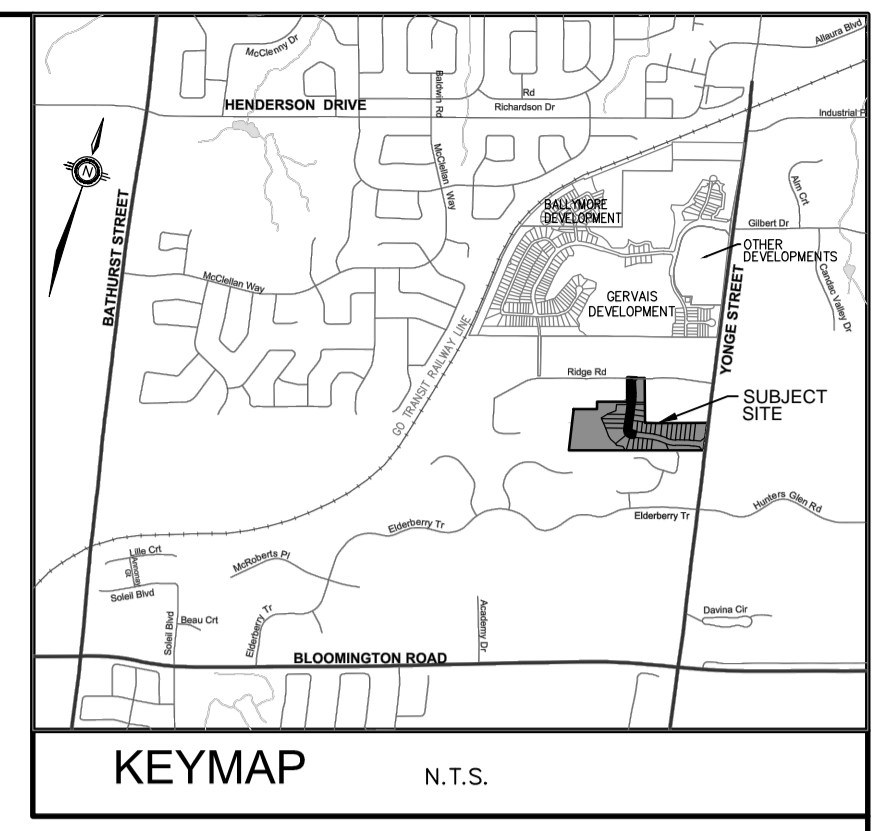 McClenny Dr
Allaura Blvd
Baldwin Rd
Rd
HENDERSON DRIVE
Richardson Dr
Industrial P
N
McClellan Way
Alm Crt
BALLYMORE
DEVELOPMENT
Gilbert Dr
OTHER
DEVELOPMENTS
BATHURST STREET
McClellan Way
Candac Valley Dr
GERVAIS
DEVELOPMENT
YONGE STREET
GO TRANSIT RAILWAY LINE
Ridge Rd
SUBJECT
SITE
Hunters Glen Rd
Elderberry Tr
Elderberry Tr
Lille Crt
McRoberts Pl
Annonay
Crt
Soleil Blvd
Soleil Blvd
Beau Crt
Elderberry Tr
Academy Dr
Davina Cir
BLOOMINGTON ROAD
KEYMAP
N.T.S.